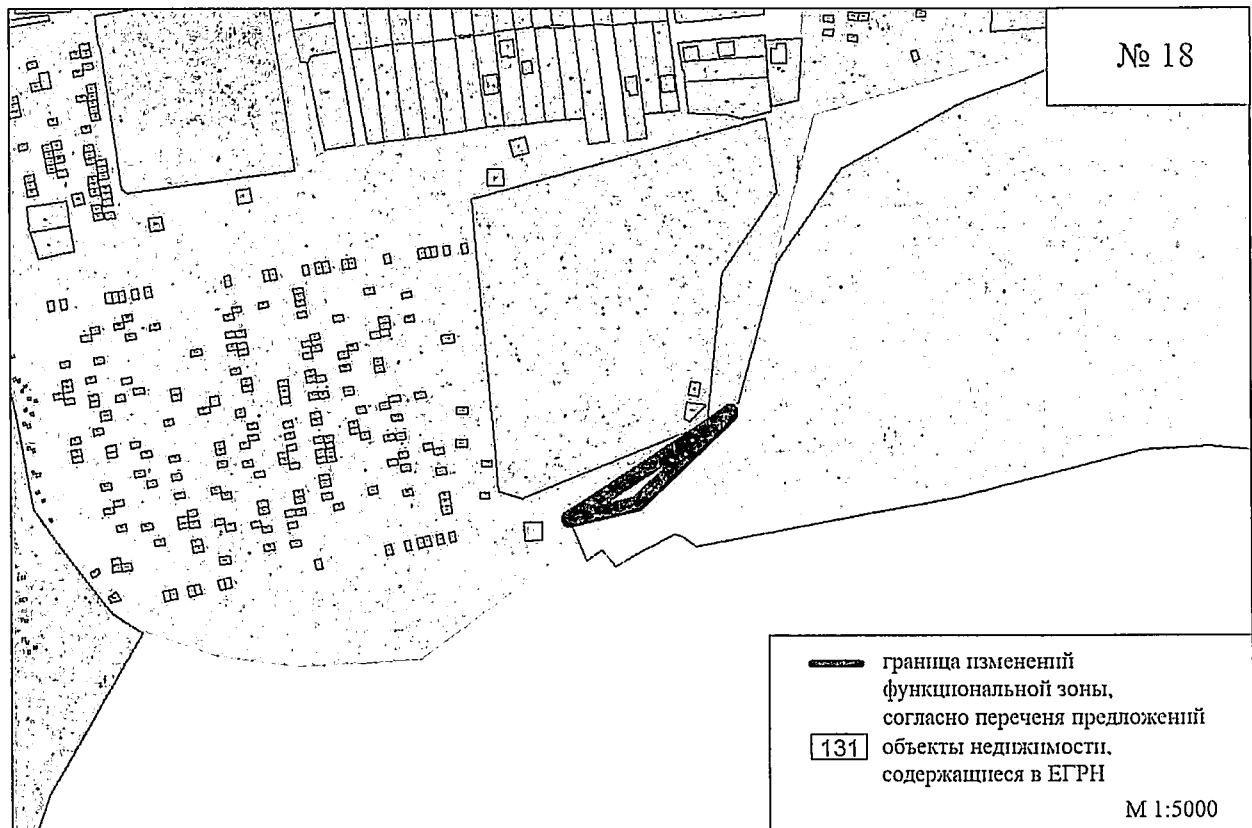 № 18
граница изменений
функциональной зоны,
согласно перечня предложений
131 объекты недвижимости,
содержащиеся в ЕГРН
М 1:5000